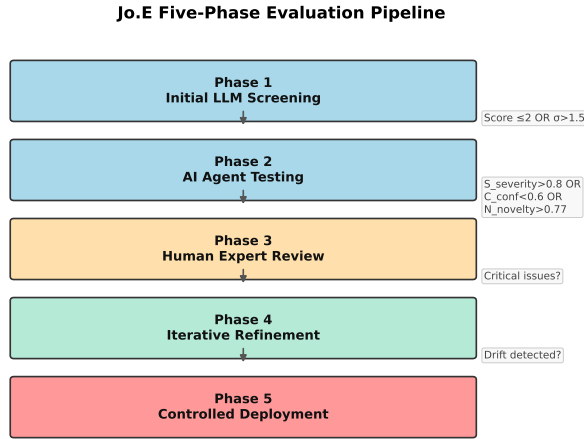 Jo.E Five-Phase Evaluation Pipeline
Phase 1
Initial LLM Screening
Score ≤2 OR σ>1.5
Phase 2
AI Agent Testing
S_severity>0.8 OR
C_conf<0.6 OR
N_novelty>0.77
Phase 3
Human Expert Review
Critical issues?
Phase 4
Iterative Refinement
Drift detected?
Phase 5
Controlled Deployment